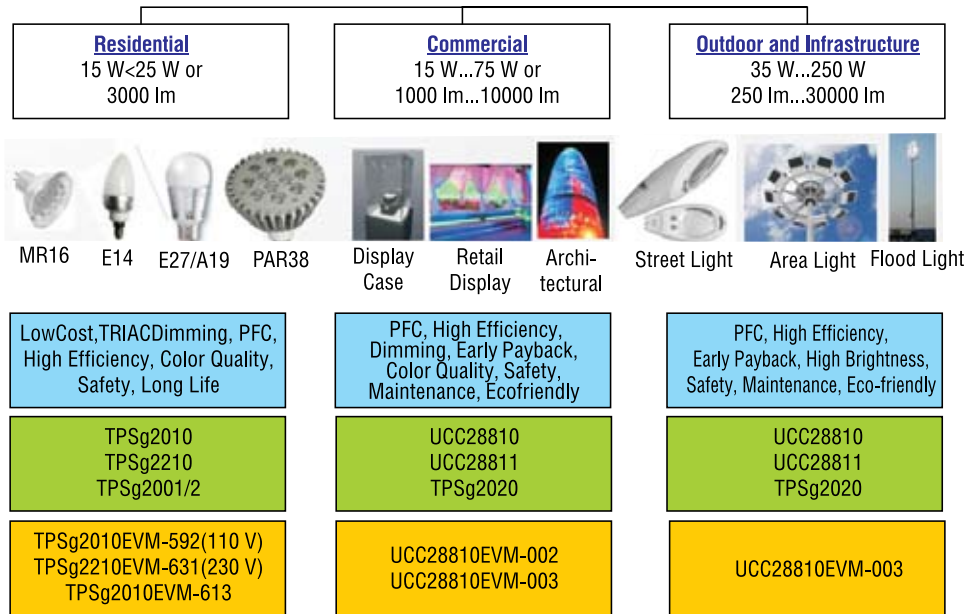 Residential
15 W<25 W or
3000 lm
Commercial
15 W...75 W or
1000 lm...10000 lm
Outdoor and Infrastructure
35 W...250 W
250 lm...30000 lm
MR16
E14
E27/A19
PAR38
Display
Case
Retail
Display
Archi-
tectural
Street Light
Area Light
Flood Light
LowCost,TRIACDimming, PFC,
High Efficiency, Color Quality,
Safety, Long Life
PFC, High Efficiency,
Dimming, Early Payback,
Color Quality, Safety,
Maintenance, Ecofriendly
PFC, High Efficiency,
Early Payback, High Brightness,
Safety, Maintenance, Eco-friendly
TPSg2010
TPSg2210
TPSg2001/2
UCC28810
UCC28811
TPSg2020
UCC28810
UCC28811
TPSg2020
TPSg2010EVM-592(110 V)
TPSg2210EVM-631(230 V)
TPSg2010EVM-613
UCC28810EVM-002
UCC28810EVM-003
UCC28810EVM-003